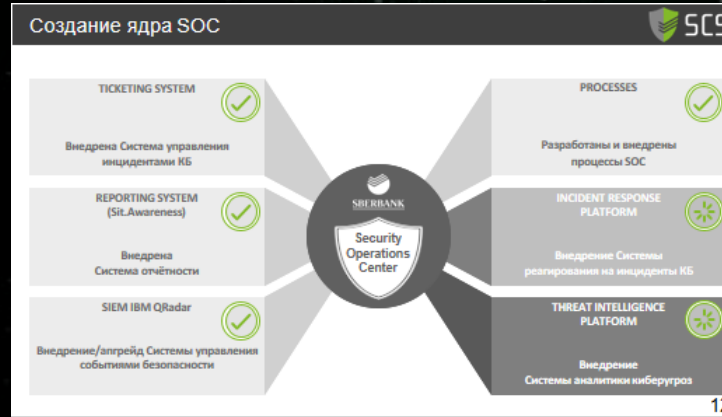 Создание ядра SOC
SCS
TICKETING SYSTEM
Внедрена Система управления
инцидентами КБ
REPORTING SYSTEM
(Sit.Awareness)
Внедрена
Система отчётности
SIEM IBM QRadar
Внедрение/апгрейд Системы управления
событиями безопасности
SBERBANK
Security
Operations
Center
PROCESSES
Разработаны и внедрены
процессы SOC
INCIDENT RESPONSE
PLATFORM
Внедрение Системы
реагирования на инциденты КБ
THREAT INTELLIGENCE
PLATFORM
Внедрение
Системы аналитики киберугроз